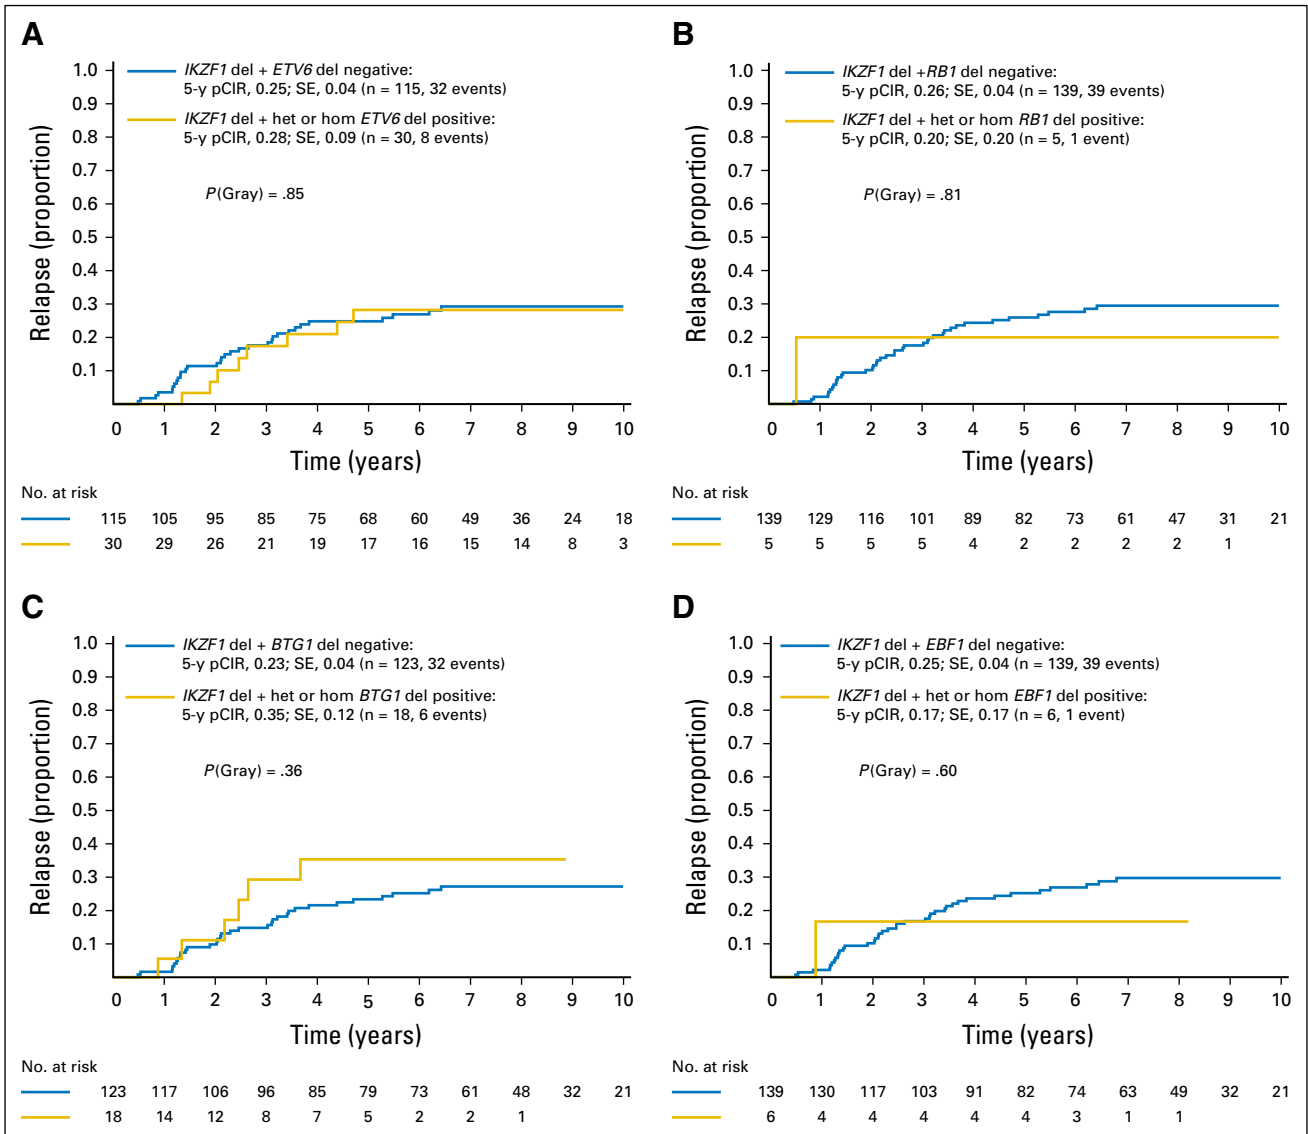 A
IKZF1 del + ETV6 del negative:
5-y pCIR, 0.25; SE, 0.04 (n = 115, 32 events)
IKZF1 del + het or hom ETV6 del positive:
5-y pCIR, 0.28; SE, 0.09 (n = 30, 8 events)
P(Gray) = .85
Relapse (proportion)
1.0
0.9
0.8
0.7
0.6
0.5
0.4
0.3
0.2
0.1
0 1 2 3 4 5 6 7 8 9 10
Time (years)
No. at risk
115 105 95 85 75 68 60 49 36 24 18
30 29 26 21 19 17 16 15 14 8 3
B
IKZF1 del +RB1 del negative:
5-y pCIR, 0.26; SE, 0.04 (n = 139, 39 events)
IKZF1 del + het or hom RB1 del positive:
5-y pCIR, 0.20; SE, 0.20 (n = 5, 1 event)
P(Gray) = .81
Relapse (proportion)
1.0
0.9
0.8
0.7
0.6
0.5
0.4
0.3
0.2
0.1
0 1 2 3 4 5 6 7 8 9 10
Time (years)
No. at risk
139 129 116 101 89 82 73 61 47 31 21
5 5 5 5 4 2 2 2 2 1
C
IKZF1 del + BTG1 del negative:
5-y pCIR, 0.23; SE, 0.04 (n = 123, 32 events)
IKZF1 del + het or hom BTG1 del positive:
5-y pCIR, 0.35; SE, 0.12 (n = 18, 6 events)
P(Gray) = .36
Relapse (proportion)
1.0
0.9
0.8
0.7
0.6
0.5
0.4
0.3
0.2
0.1
0 1 2 3 4 5 6 7 8 9 10
Time (years)
No. at risk
123 117 106 96 85 79 73 61 48 32 21
18 14 12 8 7 5 2 2 1
D
IKZF1 del + EBF1 del negative:
5-y pCIR, 0.25; SE, 0.04 (n = 139, 39 events)
IKZF1 del + het or hom EBF1 del positive:
5-y pCIR, 0.17; SE, 0.17 (n = 6, 1 event)
P(Gray) = .60
Relapse (proportion)
1.0
0.9
0.8
0.7
0.6
0.5
0.4
0.3
0.2
0.1
0 1 2 3 4 5 6 7 8 9 10
Time (years)
No. at risk
139 130 117 103 91 82 74 63 49 32 21
6 4 4 4 4 4 3 1 1